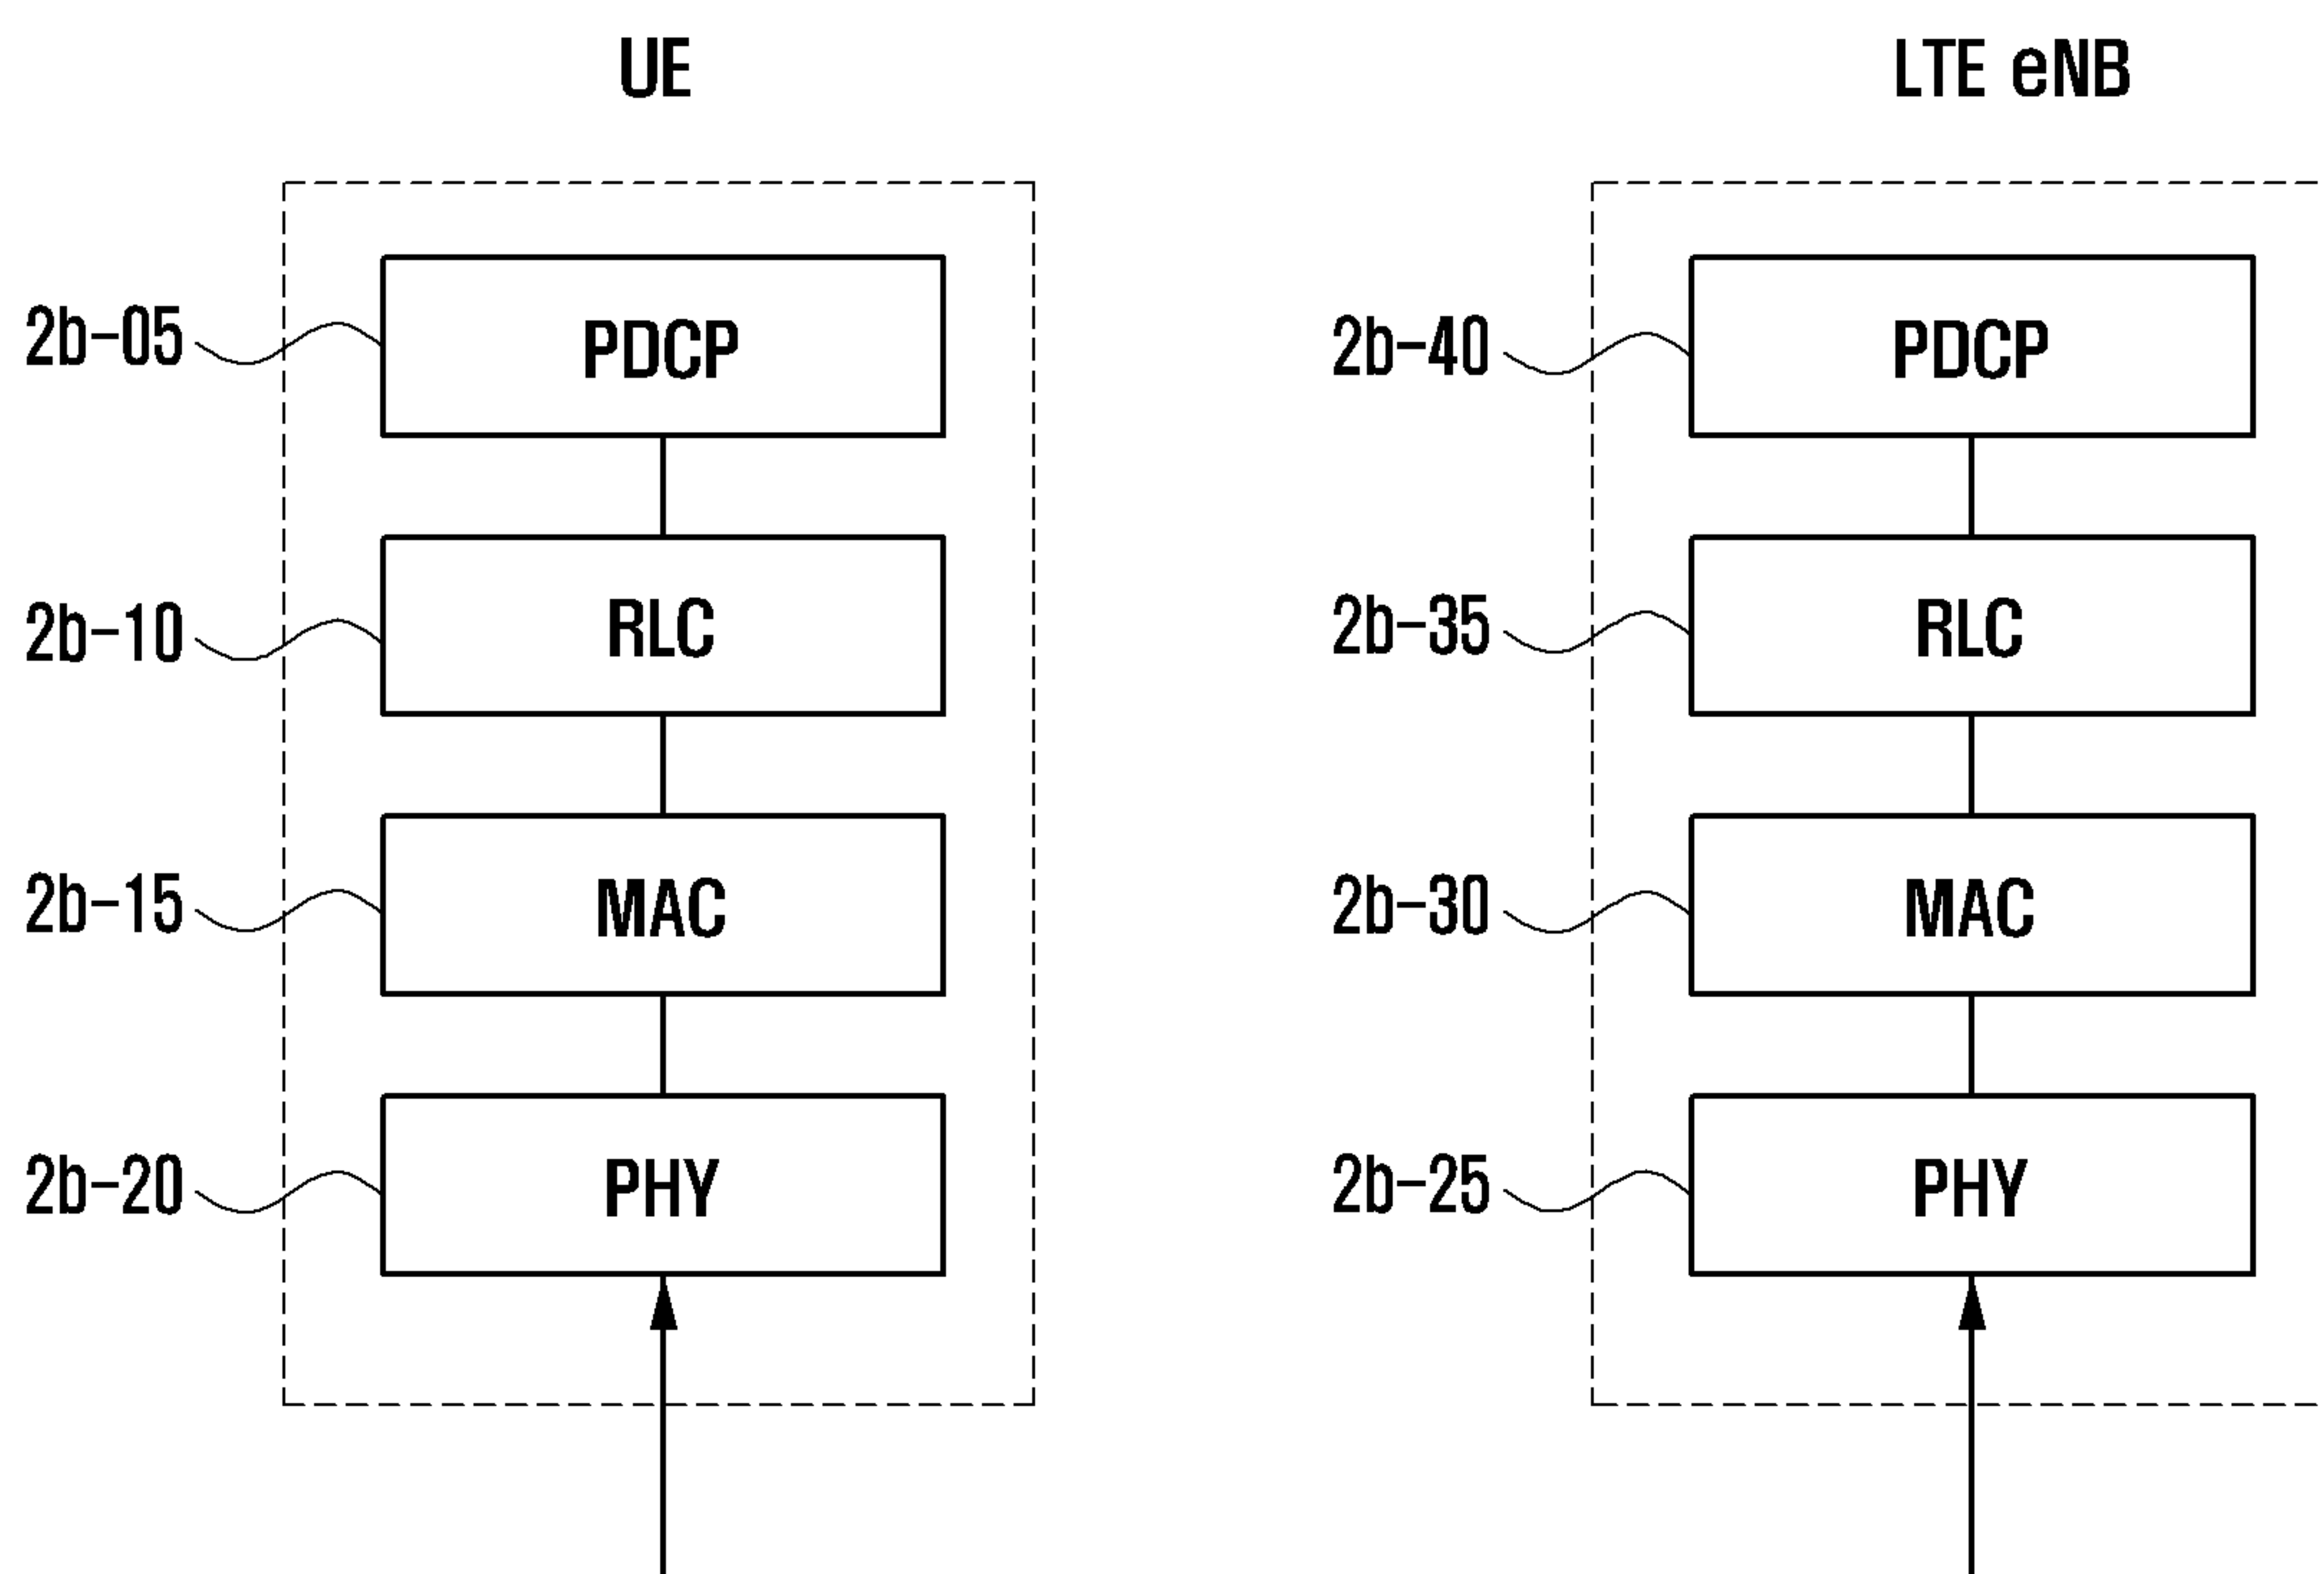 UE
LTE eNB
2b-05
PDCP
2b-40
PDCP
2b-10
RLC
2b-35
RLC
2b-15
MAC
2b-30
MAC
2b-20
PHY
2b-25
PHY